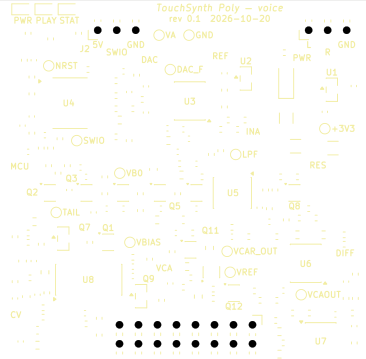 TouchSynth Poly - voice
rev 0.1 2026-10-20
PWR PLAY STAT
VA
GND
J2
5V
SWIO
GND
L
R
GND
DAC
REF
PWR
NRST
DAC_F
U2
U1
U4
U3
SWIO
INA
+3V3
LPF
MCU
RES
Q3
VBO
Q2
U5
TAIL
Q5
Q8
Q7
Q1
Q11
VBIAS
VCAR_OUT
DIFF
VCA
VREF
U6
U8
Q9
VCAOUT
Q12
CV
U7